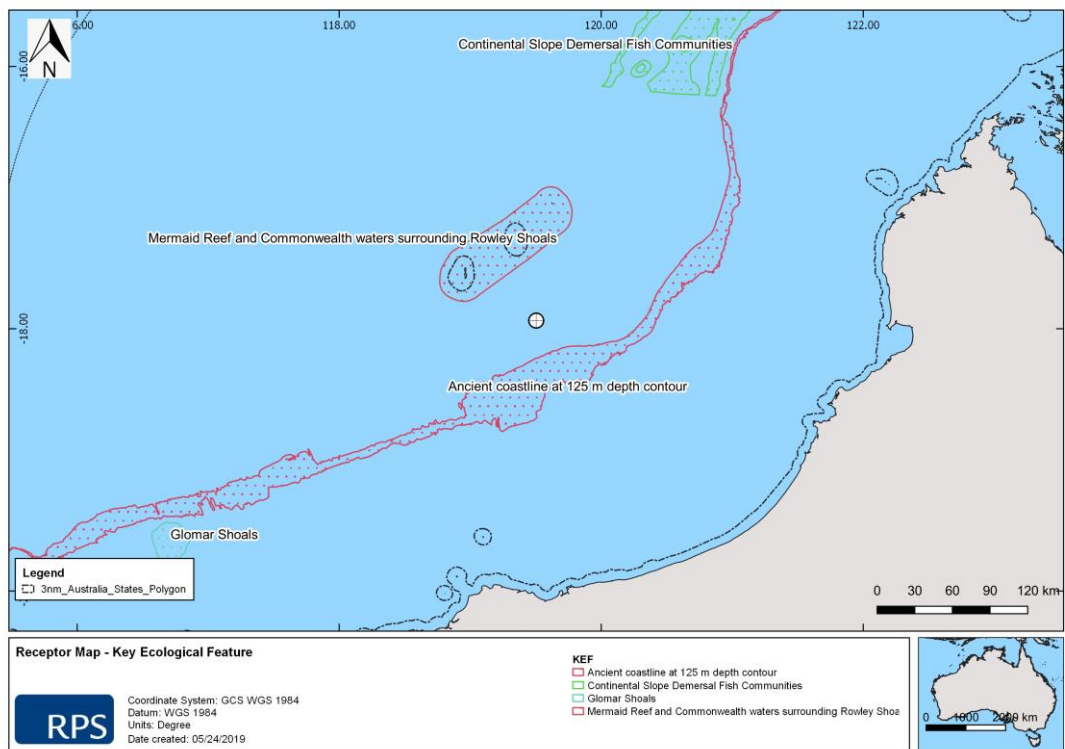 6.00 118.00 120.00 122.00
N
-16.00
-18.00
Continental Slope Demersal Fish Communities
Mermaid Reef and Commonwealth waters surrounding Rowley Shoals
Ancient coastline at 125 m depth contour
Glomar Shoals
Legend
3nm_Australia_States_Polygon
0 30 60 90 120 km
Receptor Map - Key Ecological Feature
RPS
Coordinate System: GCS WGS 1984
Datum: WGS 1984
Units: Degree
Date created: 05/24/2019
KEF
Ancient coastline at 125 m depth contour
Continental Slope Demersal Fish Communities
Glomar Shoals
Mermaid Reef and Commonwealth waters surrounding Rowley Shoa
0 1000 2000 km